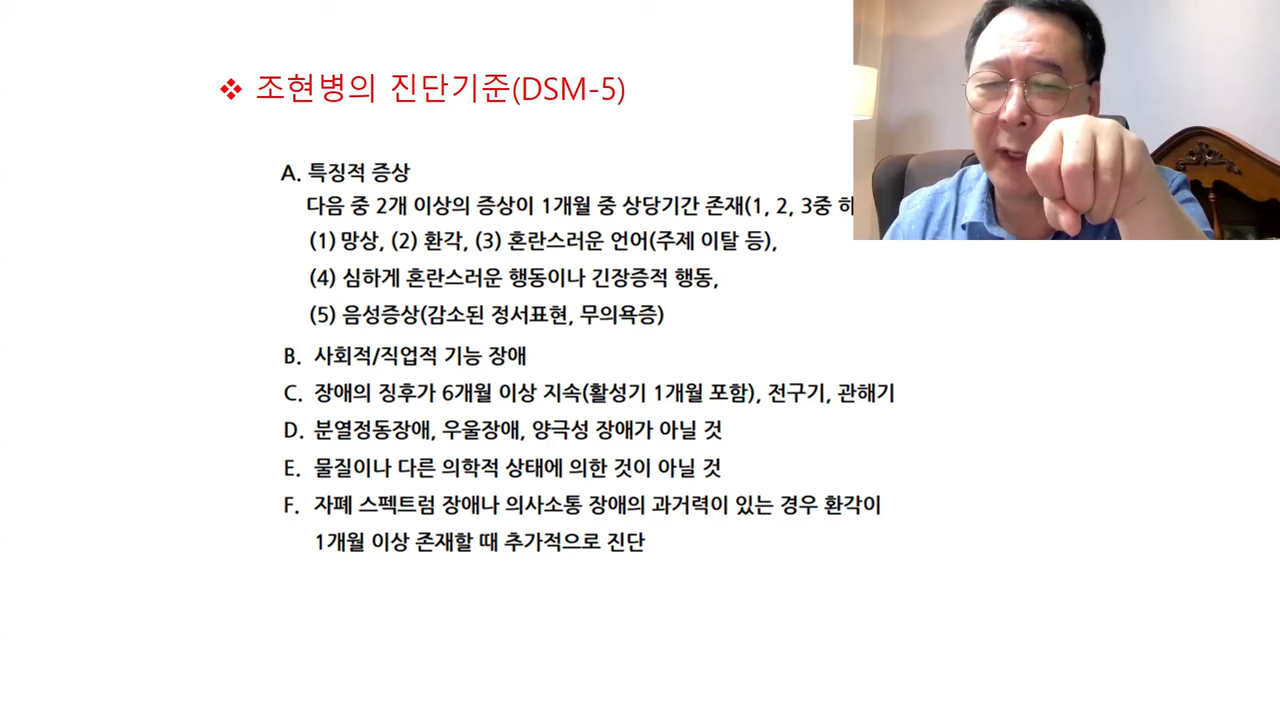 ❖ 조현병의 진단기준(DSM-5)
A. 특징적 증상
다음 중 2개 이상의 증상이 1개월 중 상당기간 존재(1, 2, 3중
(1) 망상, (2) 환각, (3) 혼란스러운 언어(주제 이탈 등),
(4) 심하게 혼란스러운 행동이나 긴장증적 행동,
(5) 음성증상(감소된 정서표현, 무의욕증)
B. 사회적/직업적 기능 장애
C. 장애의 징후가 6개월 이상 지속(활성기 1개월 포함), 전구기, 관해기
D. 분열정동장애, 우울장애, 양극성 장애가 아닐 것
E. 물질이나 다른 의학적 상태에 의한 것이 아닐 것
F. 자폐 스펙트럼 장애나 의사소통 장애의 과거력이 있는 경우 환각이
1개월 이상 존재할 때 추가적으로 진단